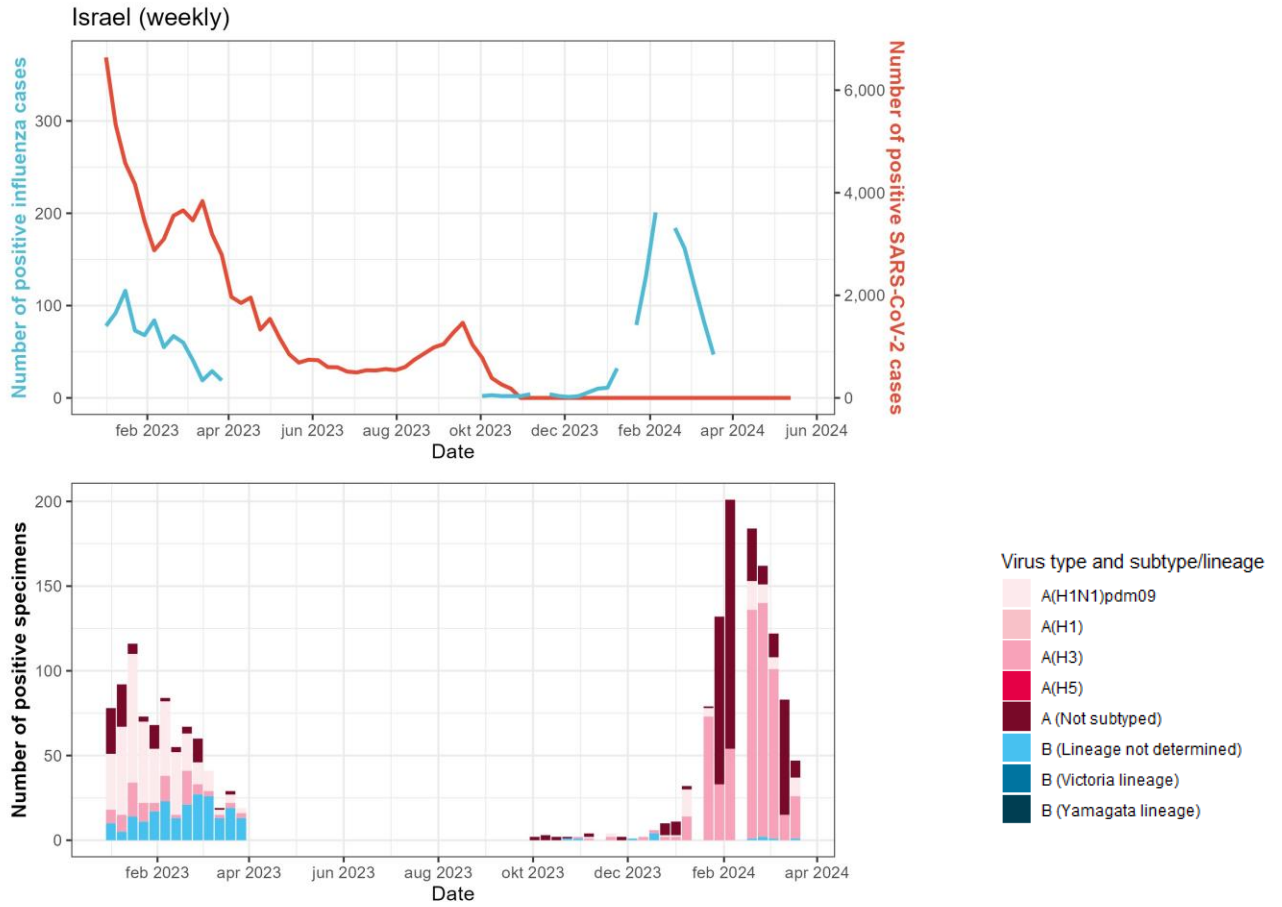 Israel (weekly)
Number of positive influenza cases
300
200
100
0
6,000
4,000
2,000
0
Number of positive SARS-CoV-2 cases
feb 2023 apr 2023 jun 2023 aug 2023 okt 2023 dec 2023 feb 2024 apr 2024 jun 2024
Date
Number of positive specimens
200
150
100
50
0
feb 2023 apr 2023 jun 2023 aug 2023 okt 2023 dec 2023 feb 2024 apr 2024
Date
Virus type and subtype/lineage
A(H1N1)pdm09
A(H1)
A(H3)
A(H5)
A (Not subtyped)
B (Lineage not determined)
B (Victoria lineage)
B (Yamagata lineage)